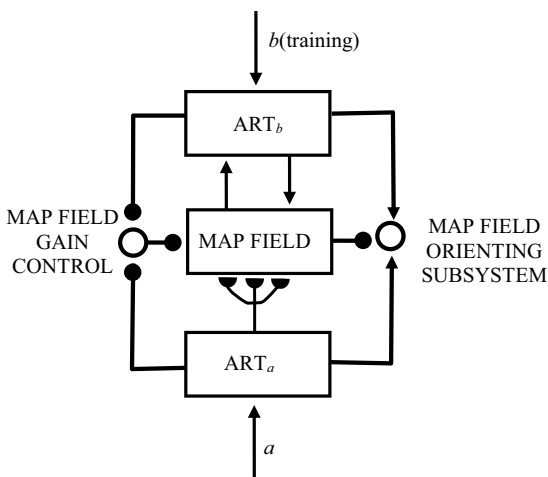 b(training)
ARTb
MAP FIELD
GAIN
CONTROL
MAP FIELD
MAP FIELD
ORIENTING
SUBSYSTEM
ARTa
a